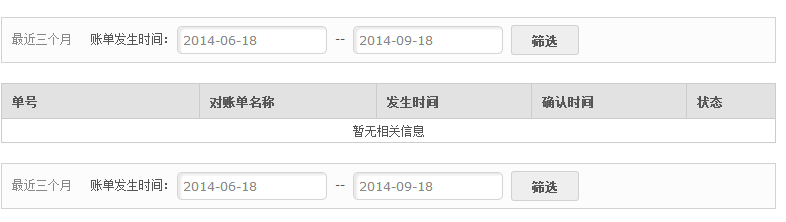 最近三个月 账单发生时间： 2014-06-18 -- 2014-09-18 筛选
单号 对账单名称 发生时间 确认时间 状态
暂无相关信息
最近三个月 账单发生时间： 2014-06-18 -- 2014-09-18 筛选